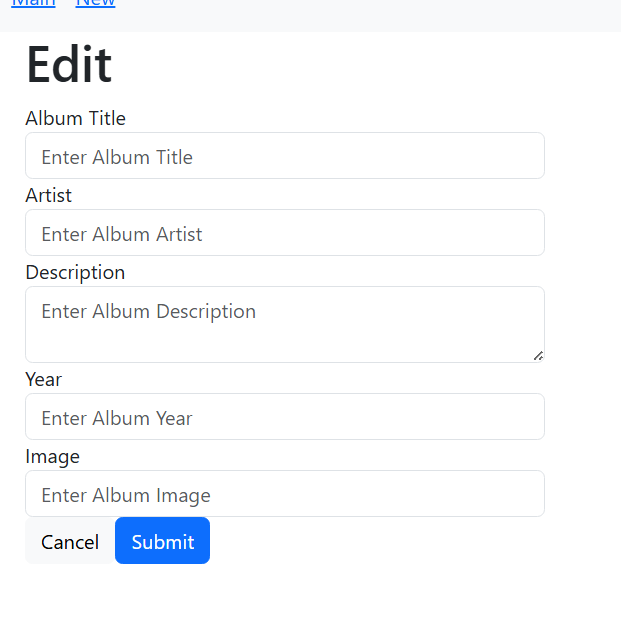 Main New
Edit
Album Title
Enter Album Title
Artist
Enter Album Artist
Description
Enter Album Description
Year
Enter Album Year
Image
Enter Album Image
Cancel Submit